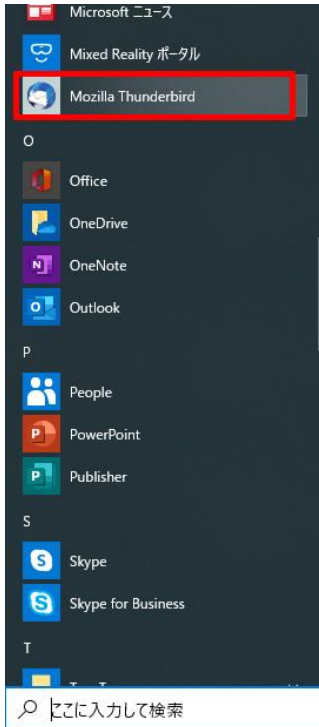 Microsoft ニュース
Mixed Reality ポータル
Mozilla Thunderbird
O
Office
OneDrive
OneNote
Outlook
P
People
PowerPoint
Publisher
S
Skype
Skype for Business
T
ここに入力して検索